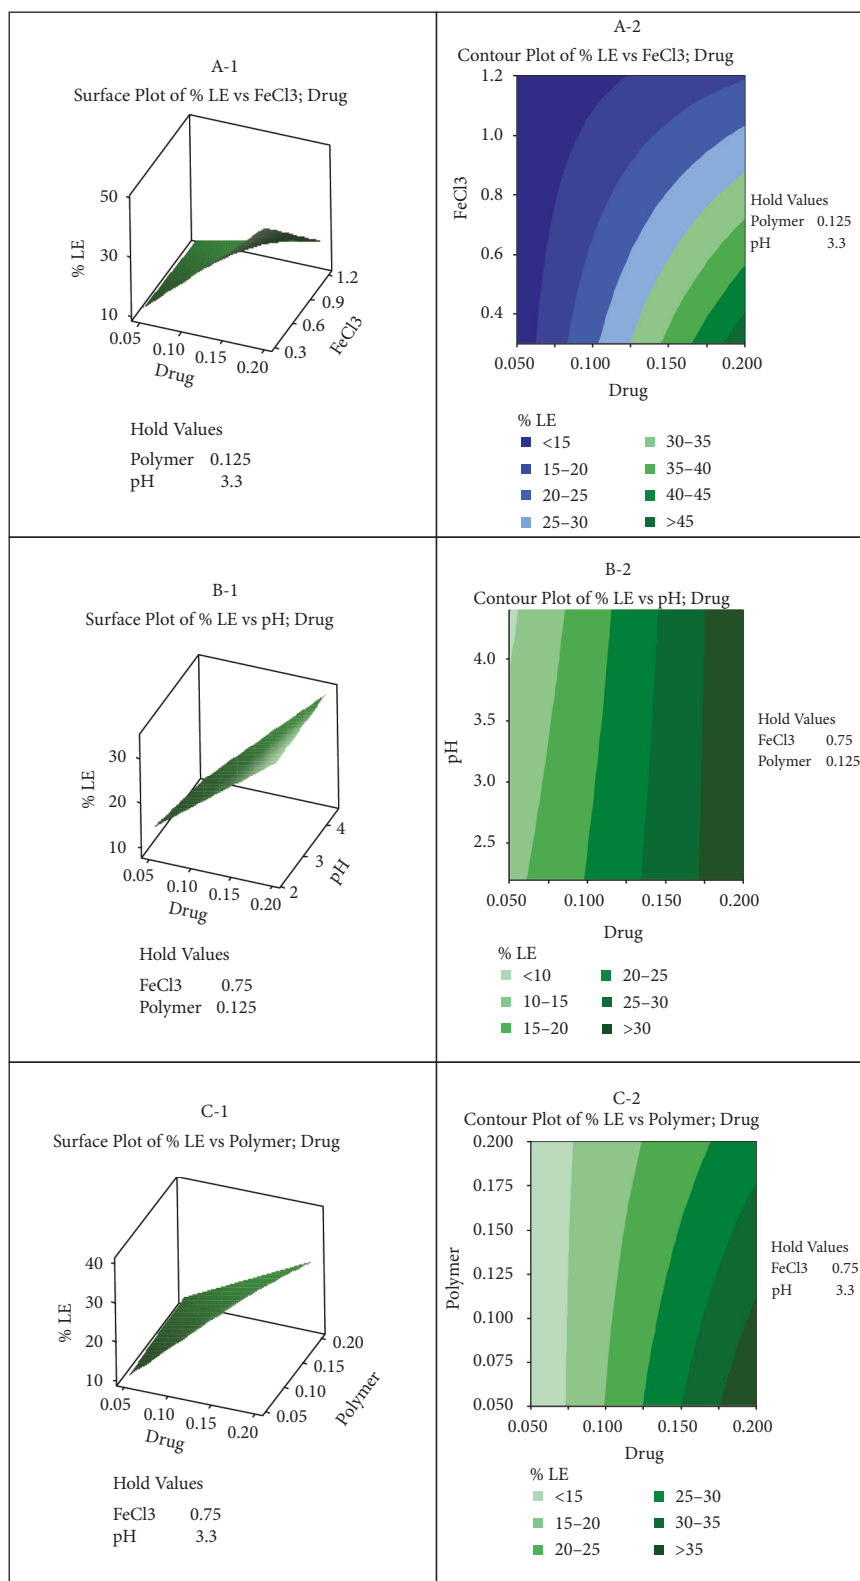 A-1
Surface Plot of % LE vs FeCl3; Drug
50
30
10
% LE
0.05
0.10
0.15
0.20
Drug
0.3
0.6
0.9
1.2
FeCl3
Hold Values
Polymer 0.125
pH 3.3
A-2
Contour Plot of % LE vs FeCl3; Drug
1.2
1.0
0.8
0.6
0.4
FeCl3
0.050 0.100 0.150 0.200
Drug
Hold Values
Polymer 0.125
pH 3.3
% LE
<15 30–35
15–20 35–40
20–25 40–45
25–30 >45
B-1
Surface Plot of % LE vs pH; Drug
30
20
10
% LE
0.05
0.10
0.15
0.20
Drug
2
3
4
pH
Hold Values
FeCl3 0.75
Polymer 0.125
B-2
Contour Plot of % LE vs pH; Drug
4.0
3.5
3.0
2.5
pH
0.050 0.100 0.150 0.200
Drug
Hold Values
FeCl3 0.75
Polymer 0.125
% LE
<10 20–25
10–15 25–30
15–20 >30
C-1
Surface Plot of % LE vs Polymer; Drug
40
30
20
10
% LE
0.05
0.10
0.15
0.20
Drug
0.05
0.10
0.15
0.20
Polymer
Hold Values
FeCl3 0.75
pH 3.3
C-2
Contour Plot of % LE vs Polymer; Drug
0.200
0.175
0.150
0.125
0.100
0.075
0.050
Polymer
0.050 0.100 0.150 0.200
Drug
Hold Values
FeCl3 0.75
pH 3.3
% LE
<15 25–30
15–20 30–35
20–25 >35